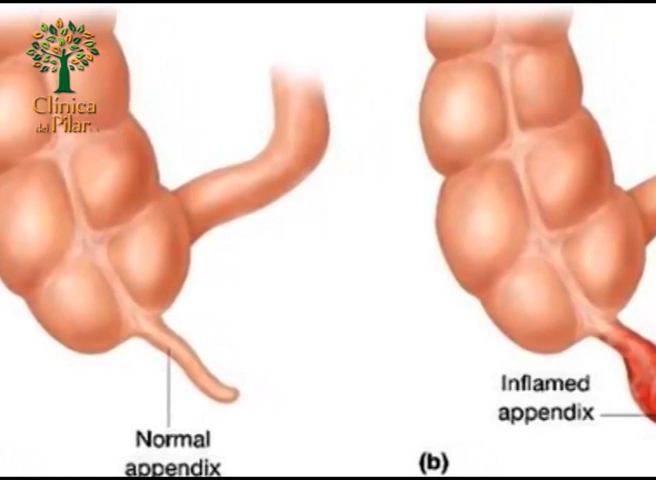 Clínica
del Pilar
Normal
appendix
Inflamed
appendix
(b)